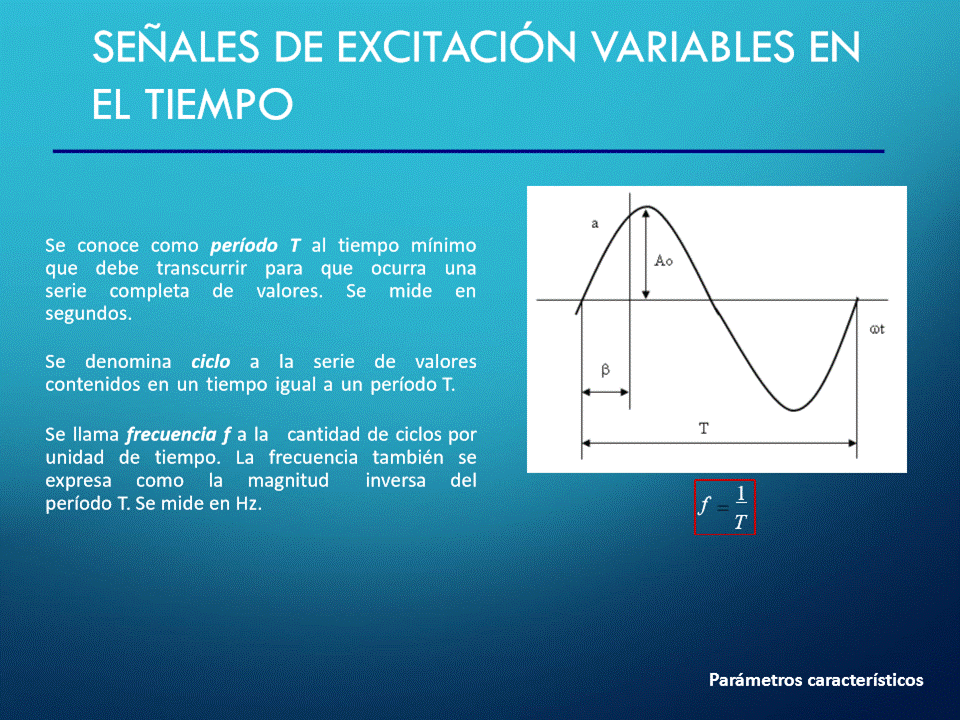 SEÑALES DE EXCITACIÓN VARIABLES EN
EL TIEMPO
Se conoce como período T al tiempo mínimo
que debe transcurrir para que ocurra una
serie completa de valores. Se mide en
segundos.
Se denomina ciclo a la serie de valores
contenidos en un tiempo igual a un período T.
Se llama frecuencia f a la cantidad de ciclos por
unidad de tiempo. La frecuencia también se
expresa como la magnitud inversa del
período T. Se mide en Hz.
a
Ao
ωt
β
T
f = 1/T
Parámetros característicos